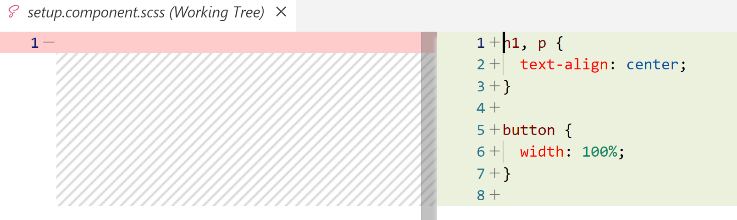 setup.component.scss (Working Tree) ×
1 −
1 + h1, p {
2 + text-align: center;
3 + }
4 +
5 + button {
6 + width: 100%;
7 + }
8 +